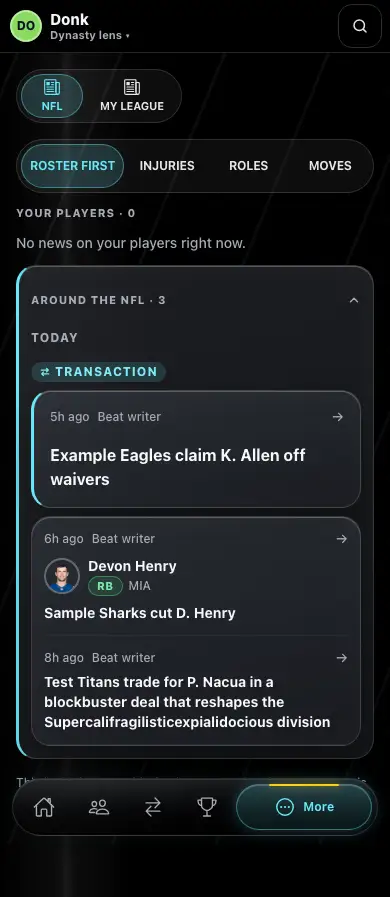 DO
Donk
Dynasty lens ▾
NFL
MY LEAGUE
ROSTER FIRST
INJURIES
ROLES
MOVES
YOUR PLAYERS · 0
No news on your players right now.
AROUND THE NFL · 3
TODAY
⇄ TRANSACTION
5h ago Beat writer →
Example Eagles claim K. Allen off
waivers
6h ago Beat writer →
Devon Henry
RB MIA
Sample Sharks cut D. Henry
8h ago Beat writer →
Test Titans trade for P. Nacua in a
blockbuster deal that reshapes the
Supercalifragilisticexpialidocious division
More